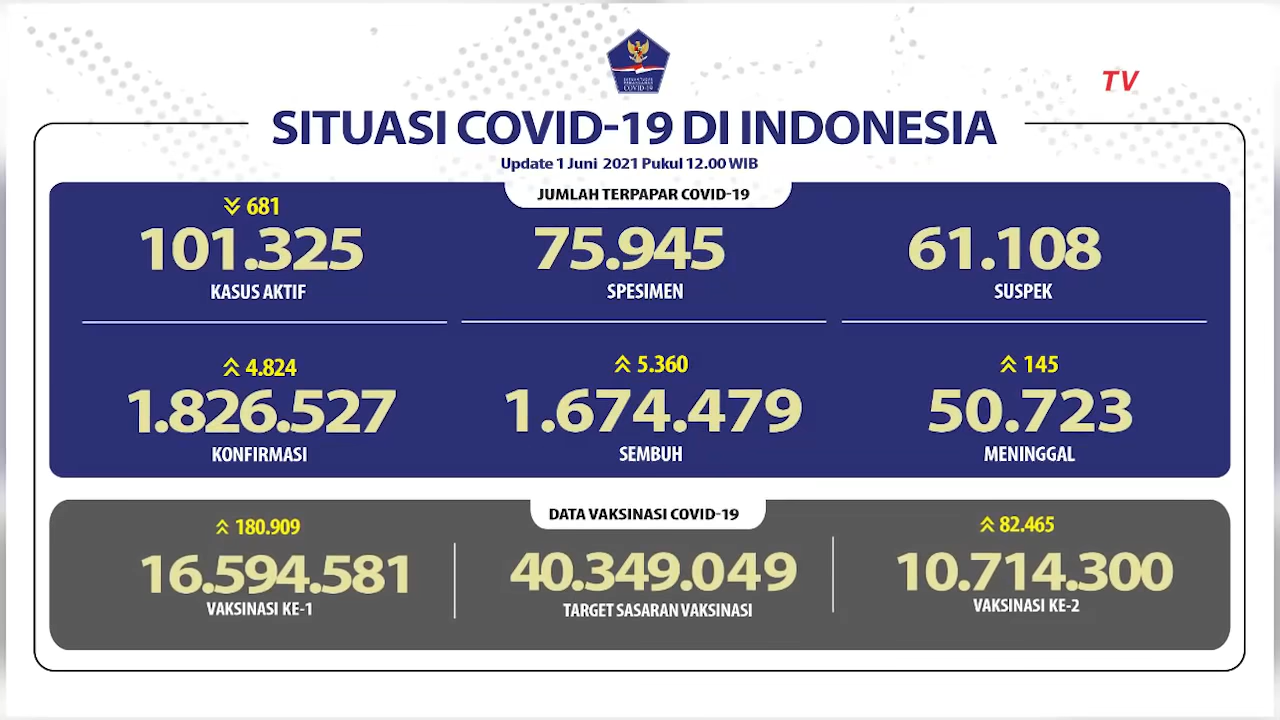 TV
SITUASI COVID-19 DI INDONESIA
Update 1 Juni 2021 Pukul 12.00 WIB
JUMLAH TERPAPAR COVID-19
681
101.325
KASUS AKTIF
75.945
SPESIMEN
61.108
SUSPEK
4.824
1.826.527
KONFIRMASI
5.360
1.674.479
SEMBUH
145
50.723
MENINGGAL
DATA VAKSINASI COVID-19
180.909
16.594.581
VAKSINASI KE-1
40.349.049
TARGET SASARAN VAKSINASI
82.465
10.714.300
VAKSINASI KE-2
COVID-19